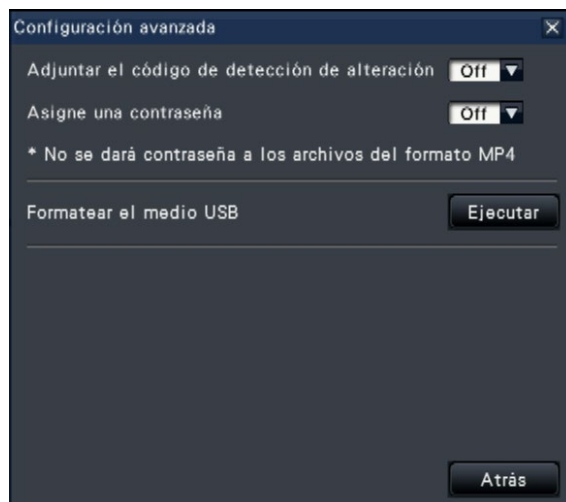 Configuración avanzada
Adjuntar el código de detección de alteración Off
Asigne una contraseña Off
* No se dará contraseña a los archivos del formato MP4
Formatear el medio USB Ejecutar
Atrás